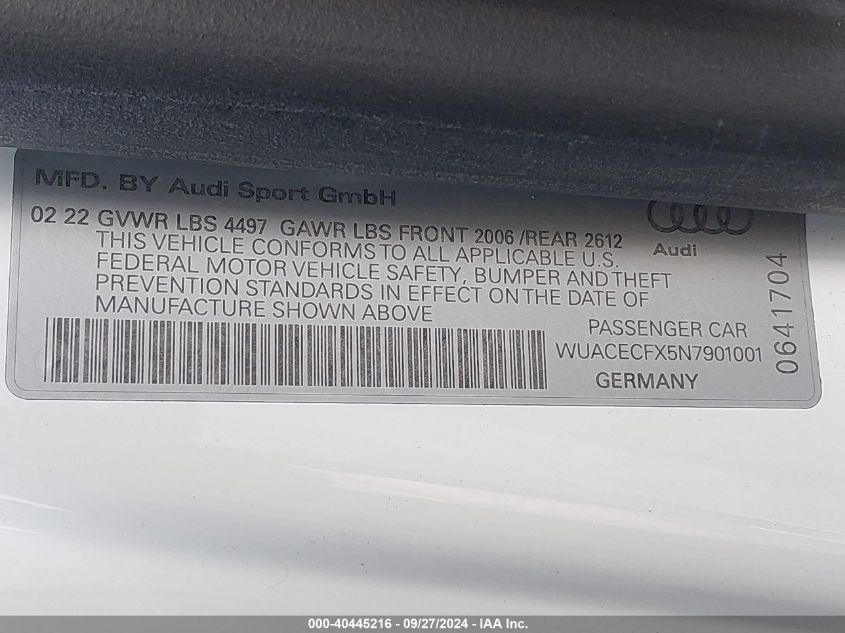 MFD. BY Audi Sport GmbH
02 22 GVWR LBS 4497 GAWR LBS FRONT 2006 /REAR 2612
THIS VEHICLE CONFORMS TO ALL APPLICABLE U.S.
FEDERAL MOTOR VEHICLE SAFETY, BUMPER AND THEFT
PREVENTION STANDARDS IN EFFECT ON THE DATE OF
MANUFACTURE SHOWN ABOVE
Audi
PASSENGER CAR
WUACECFX5N7901001
GERMANY
0641704
000-40445216 - 09/27/2024 - IAA Inc.